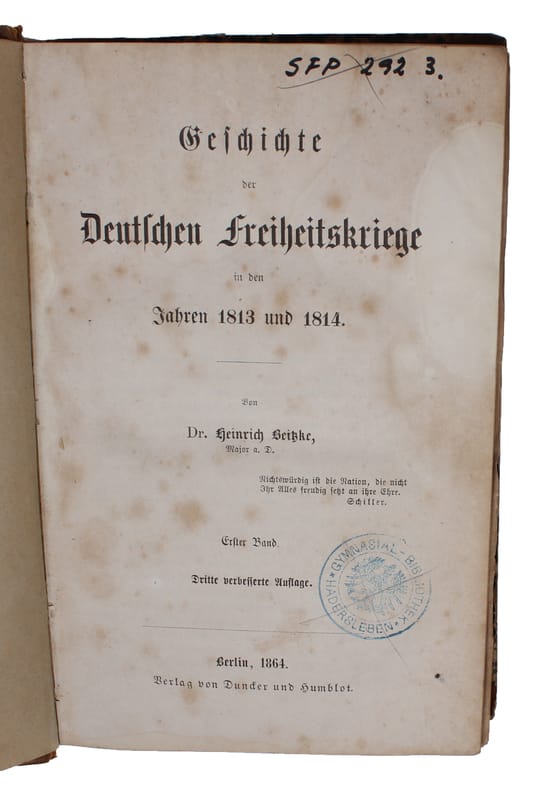 SFP 292 3.
Geschichte
der
Deutschen Freiheitskriege
in den
Jahren 1813 und 1814.
Von
Dr. Heinrich Beitzke,
Major a. D.
Nichtswürdig ist die Nation, die nicht
Ihr Alles freudig setzt an ihre Ehre.
Schiller.
Erster Band.
Dritte verbesserte Auflage.
GYMNASIAL-BIBLIOTHEK
* HADERSLEBEN *
Berlin, 1864.
Verlag von Duncker und Humblot.